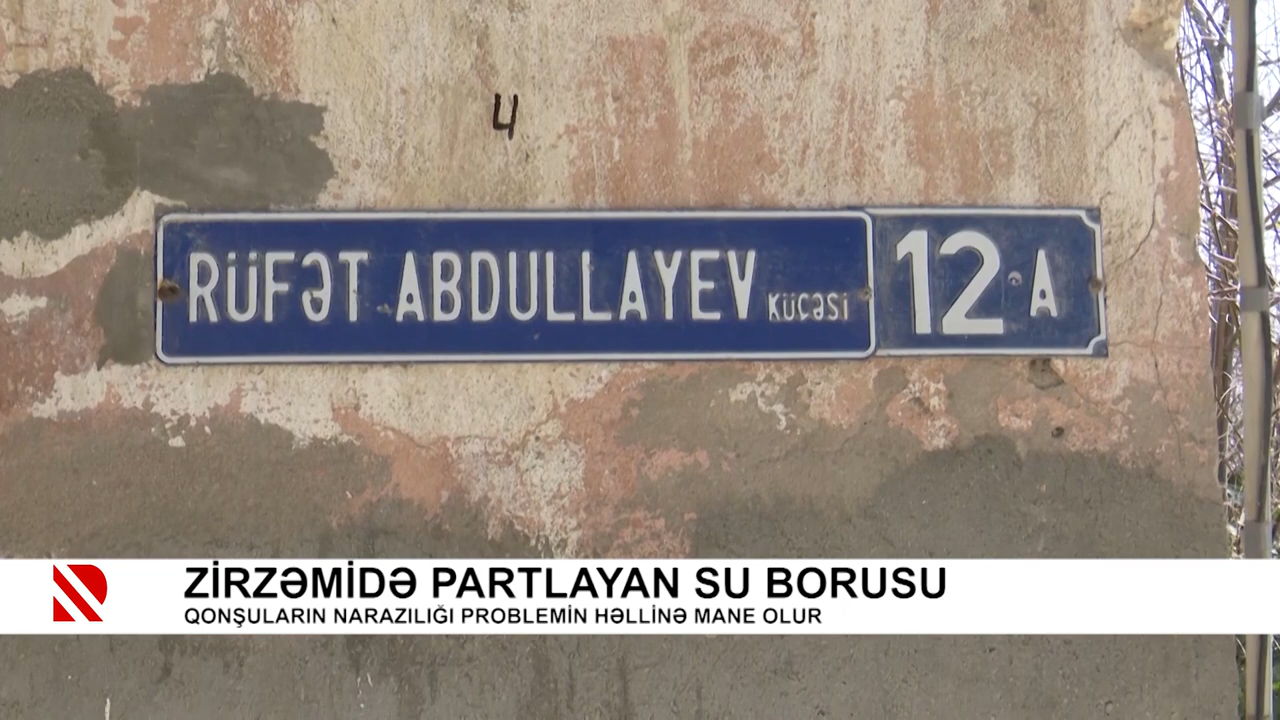 4
RÜFƏT ABDULLAYEV KÜÇƏSİ 12 A
ZİRZƏMİDƏ PARTLAYAN SU BORUSU
QONŞULARIN NARAZILIĞI PROBLEMİN HƏLLİNƏ MANE OLUR